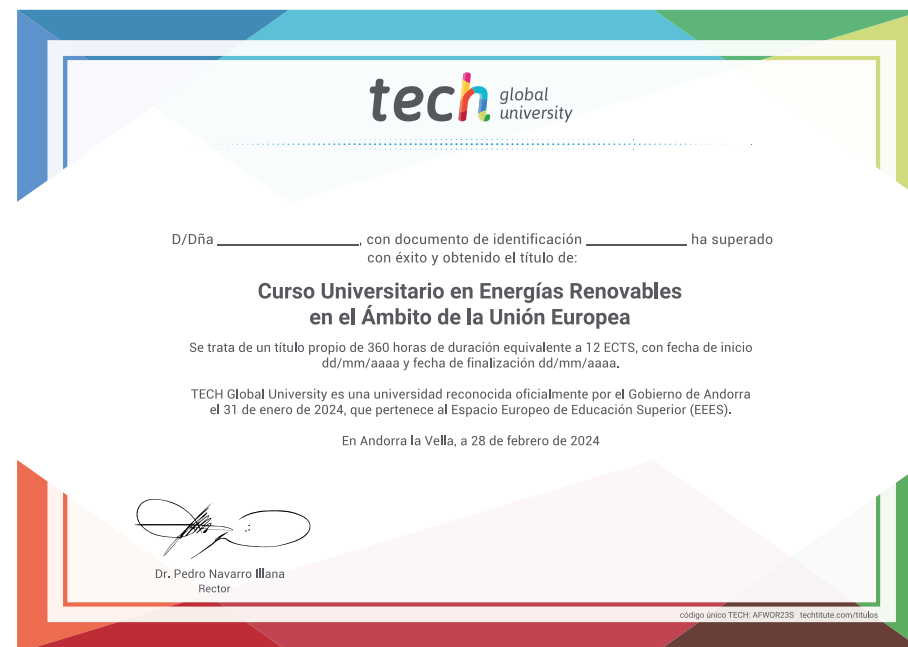 tech global university
D/Dña ____________, con documento de identificación ____________ ha superado
con éxito y obtenido el título de:
Curso Universitario en Energías Renovables
en el Ámbito de la Unión Europea
Se trata de un título propio de 360 horas de duración equivalente a 12 ECTS, con fecha de inicio
dd/mm/aaaa y fecha de finalización dd/mm/aaaa.
TECH Global University es una universidad reconocida oficialmente por el Gobierno de Andorra
el 31 de enero de 2024, que pertenece al Espacio Europeo de Educación Superior (EEES).
En Andorra la Vella, a 28 de febrero de 2024
Dr. Pedro Navarro Illana
Rector
código único TECH: AFWOR23S techtitute.com/titulos